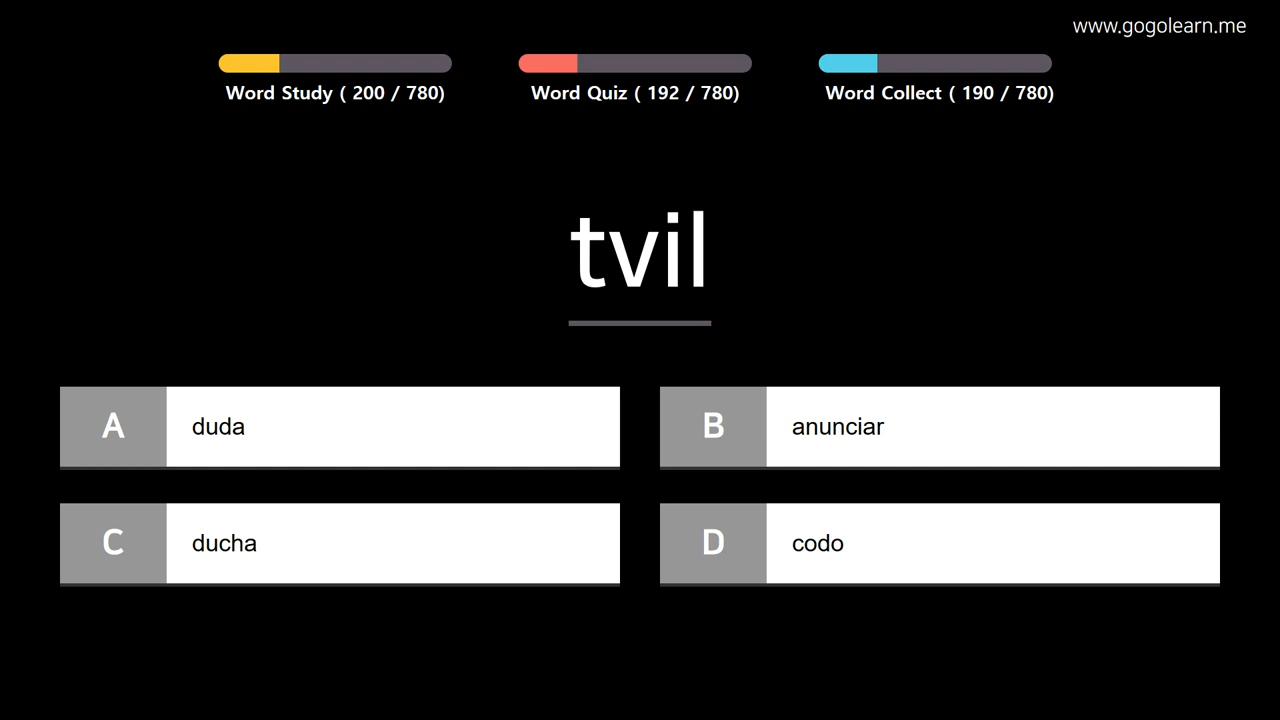 www.gogolearn.me
Word Study ( 200 / 780)
Word Quiz ( 192 / 780)
Word Collect ( 190 / 780)
tvil
A duda
B anunciar
C ducha
D codo